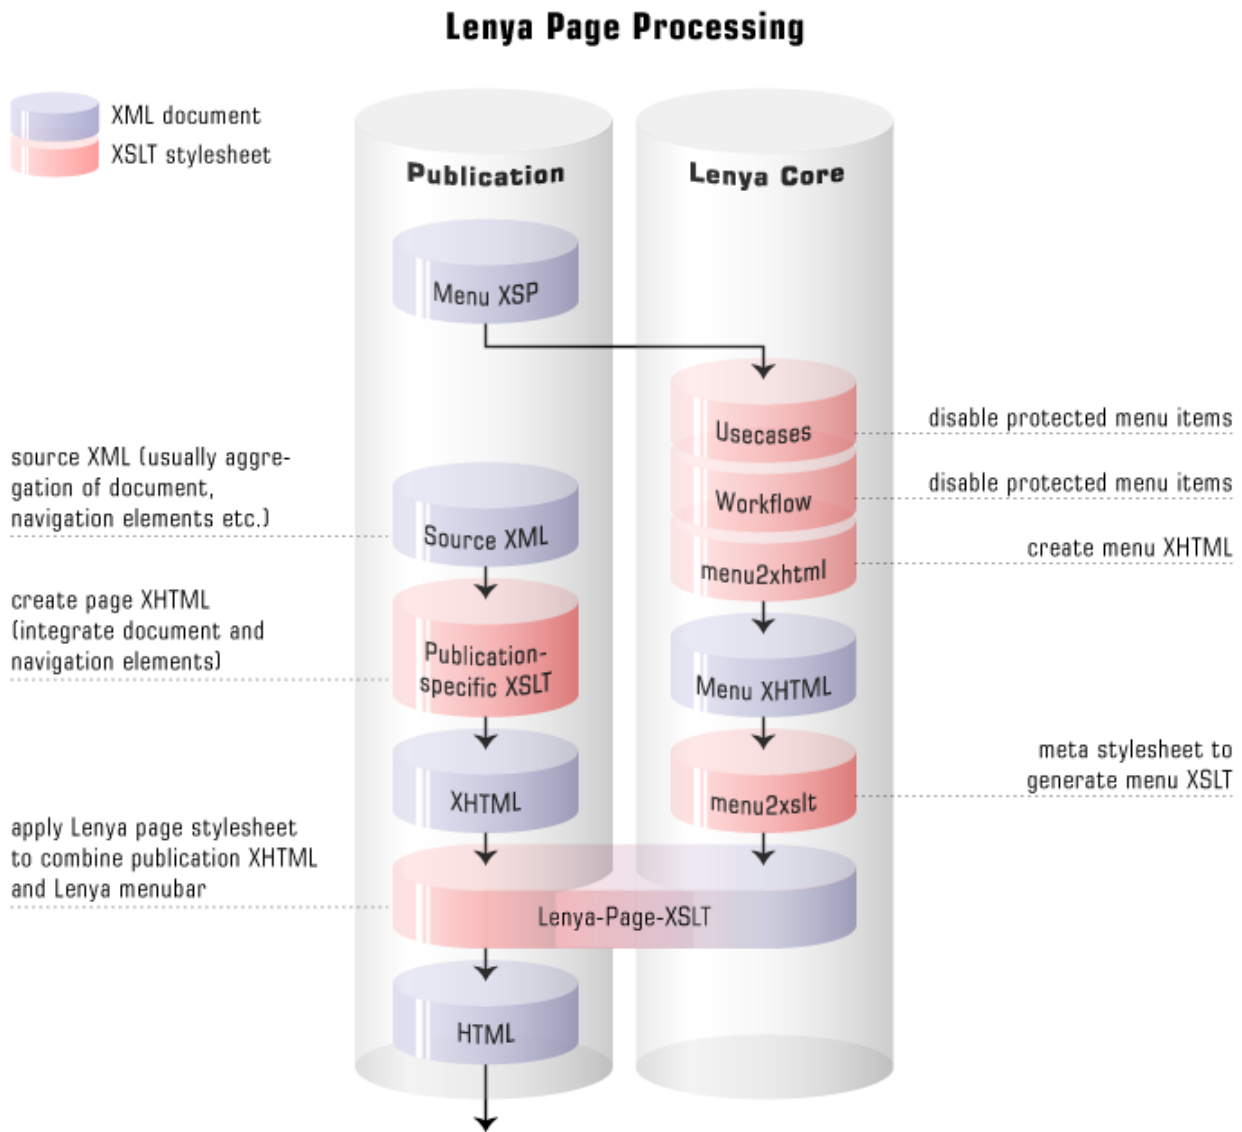 Lenya Page Processing
XML document
XSLT stylesheet
Publication
Lenya Core
Menu XSP
Usecases
disable protected menu items
Workflow
disable protected menu items
menu2xhtml
create menu XHTML
source XML (usually aggre-
gation of document,
navigation elements etc.)
Source XML
create page XHTML
(integrate document and
navigation elements)
Publication-
specific XSLT
Menu XHTML
XHTML
menu2xslt
meta stylesheet to
generate menu XSLT
apply Lenya page stylesheet
to combine publication XHTML
and Lenya menubar
Lenya-Page-XSLT
HTML